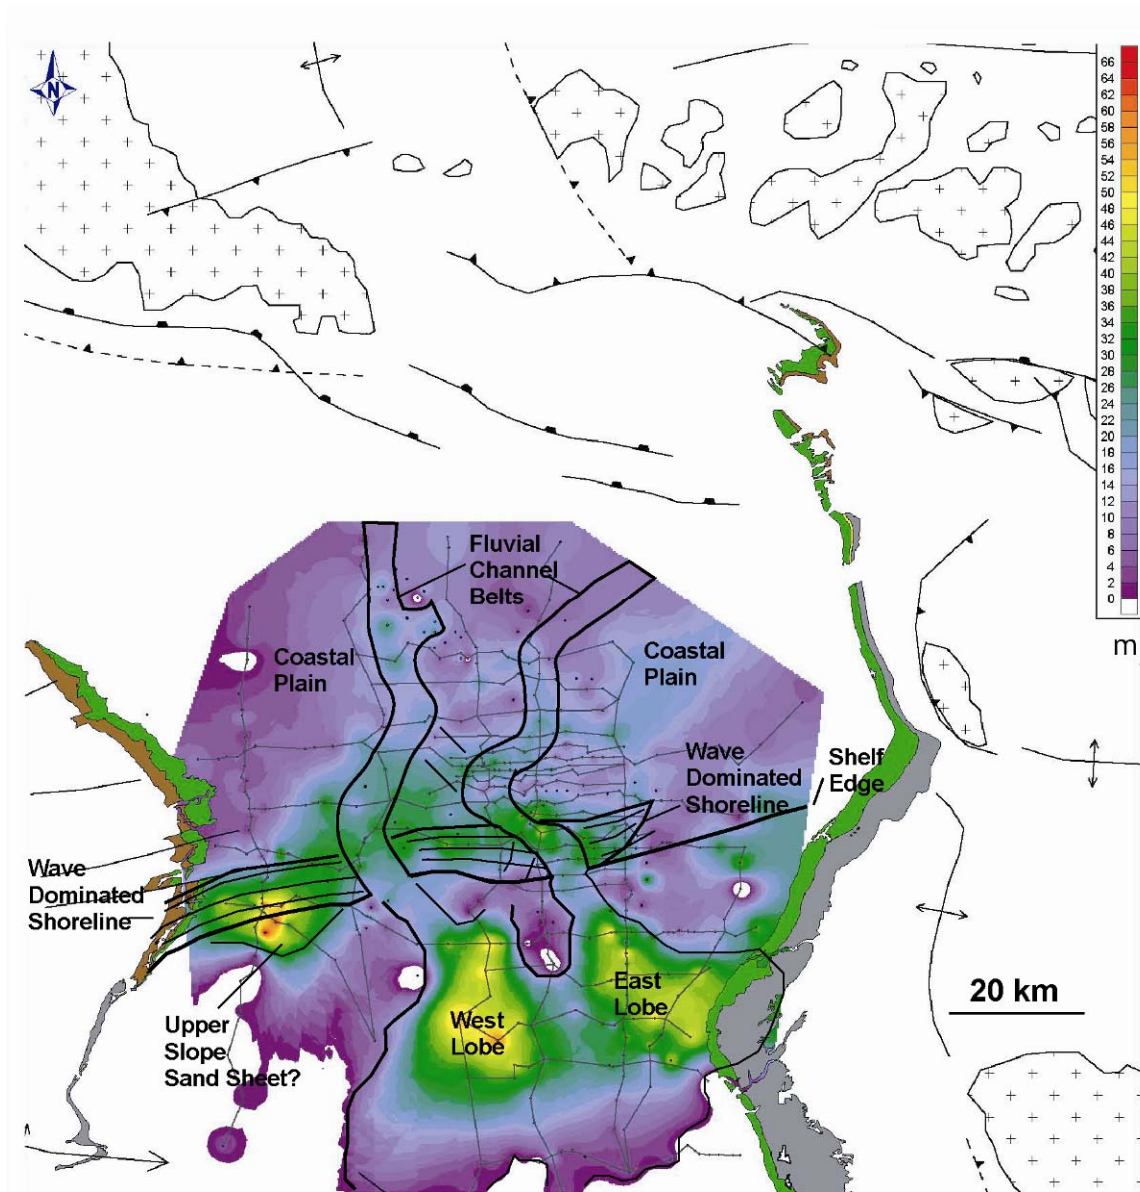 N
66
64
62
60
58
56
54
52
50
48
46
44
42
40
38
36
34
32
30
28
26
24
22
20
18
16
14
12
10
8
6
4
2
0
m
Fluvial
Channel
Belts
Coastal
Plain
Coastal
Plain
Wave
Dominated
Shoreline
Shelf
Edge
Wave
Dominated
Shoreline
East
Lobe
West
Lobe
20 km
Upper
Slope
Sand Sheet?